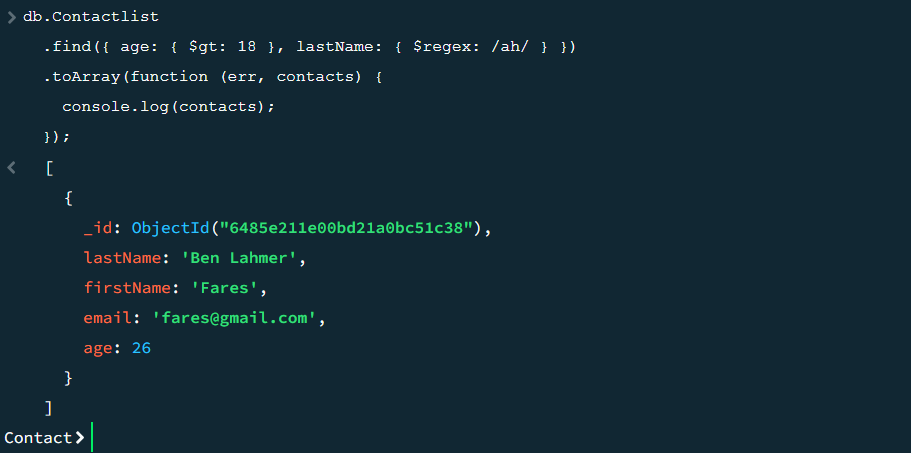 > db.Contactlist
.find({ age: { $gt: 18 }, lastName: { $regex: /ah/ } })
.toArray(function (err, contacts) {
console.log(contacts);
});
< [
{
_id: ObjectId("6485e211e00bd21a0bc51c38"),
lastName: 'Ben Lahmer',
firstName: 'Fares',
email: 'fares@gmail.com',
age: 26
}
]
Contact>